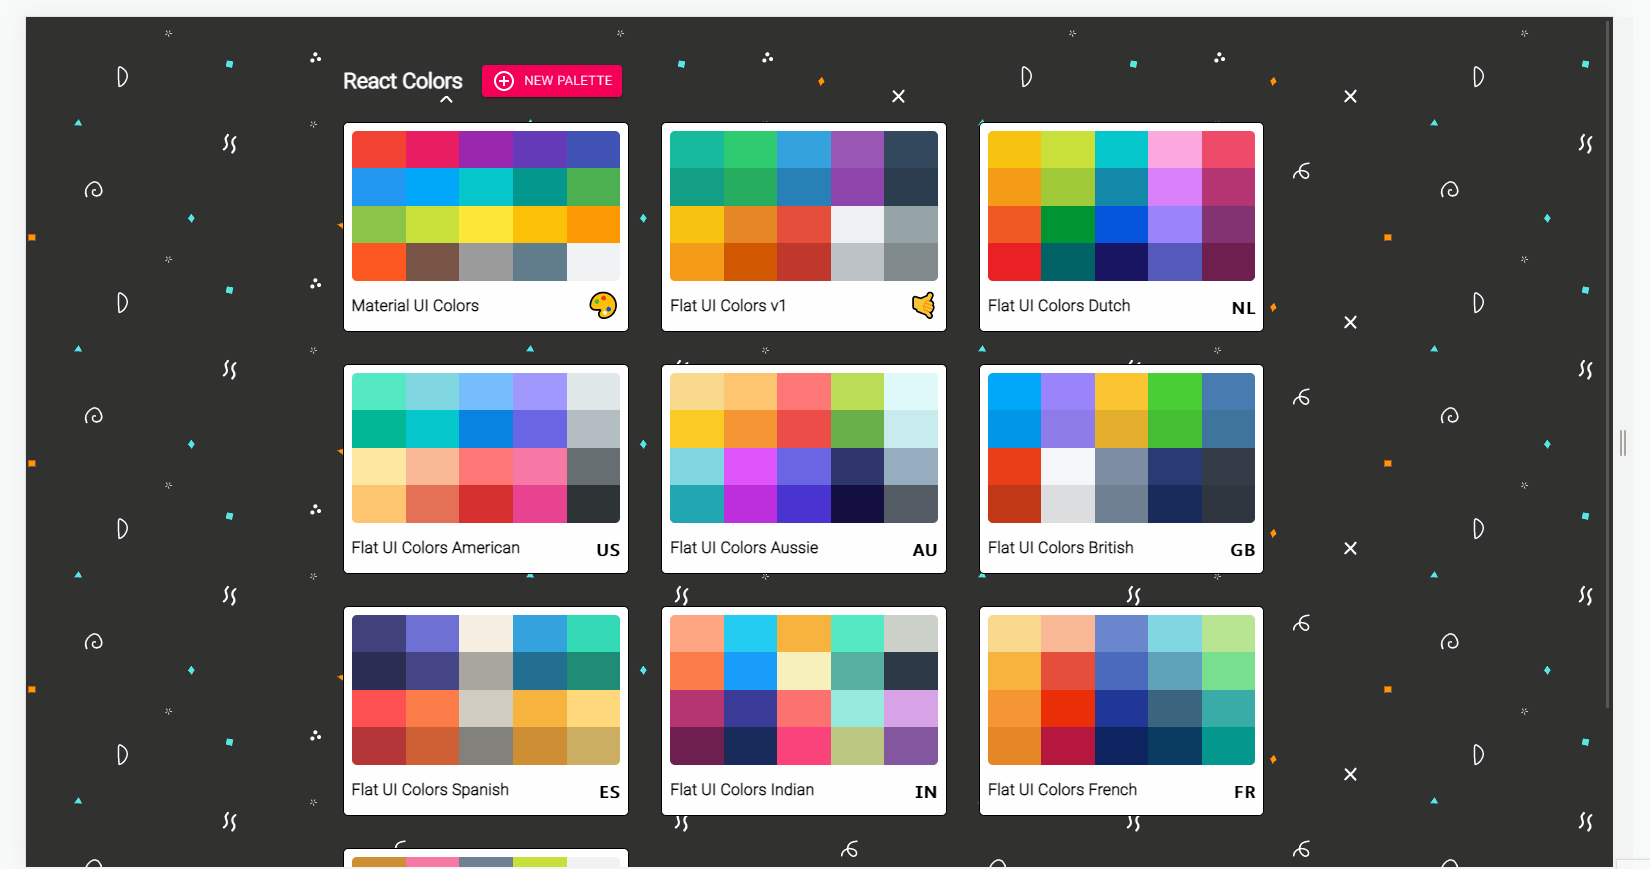 React Colors
NEW PALETTE
Material UI Colors
Flat UI Colors v1
Flat UI Colors Dutch NL
Flat UI Colors American US
Flat UI Colors Aussie AU
Flat UI Colors British GB
Flat UI Colors Spanish ES
Flat UI Colors Indian IN
Flat UI Colors French FR